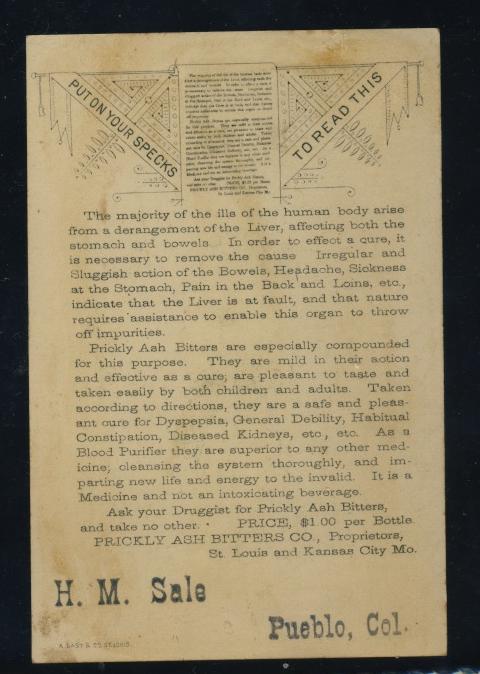 PUT ON YOUR SPECKS
TO READ THIS
The majority of the ills of the human body arise
from a derangement of the Liver, affecting both the
stomach and bowels. In order to effect a cure, it
is necessary to remove the cause Irregular and
Sluggish action of the Bowels, Headache, Sickness
at the Stomach, Pain in the Back and Loins, etc.,
indicate that the Liver is at fault, and that nature
requires assistance to enable this organ to throw
off impurities.
Prickly Ash Bitters are especially compounded
for this purpose. They are mild in their action
and effective as a cure; are pleasant to taste and
taken easily by both children and adults. Taken
according to directions, they are a safe and pleas-
ant cure for Dyspepsia, General Debility, Habitual
Constipation, Diseased Kidneys, etc, etc. As a
Blood Purifier they are superior to any other med-
icine; cleansing the system thoroughly, and im-
parting new life and energy to the invalid. It is a
Medicine and not an intoxicating beverage.
Ask your Druggist for Prickly Ash Bitters,
and take no other. PRICE, $1.00 per Bottle.
PRICKLY ASH BITTERS CO., Proprietors,
St. Louis and Kansas City Mo.
H. M. Sale
Pueblo, Col.